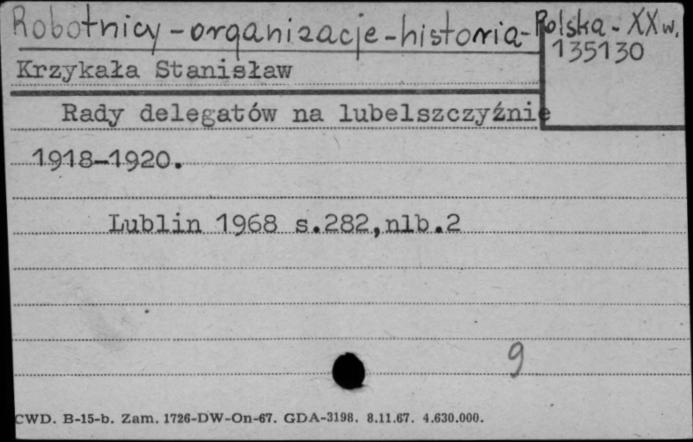 Robotnicy-organizacje-historia-Polska-XXw.
135130
Krzykała Stanisław
Rady delegatów na lubelszczyźnie
1918-1920.
Lublin 1968 s.282,nlb.2
9
CWD. B-15-b. Zam. 1726-DW-On-67. GDA-3198. 8.11.67. 4.630.000.